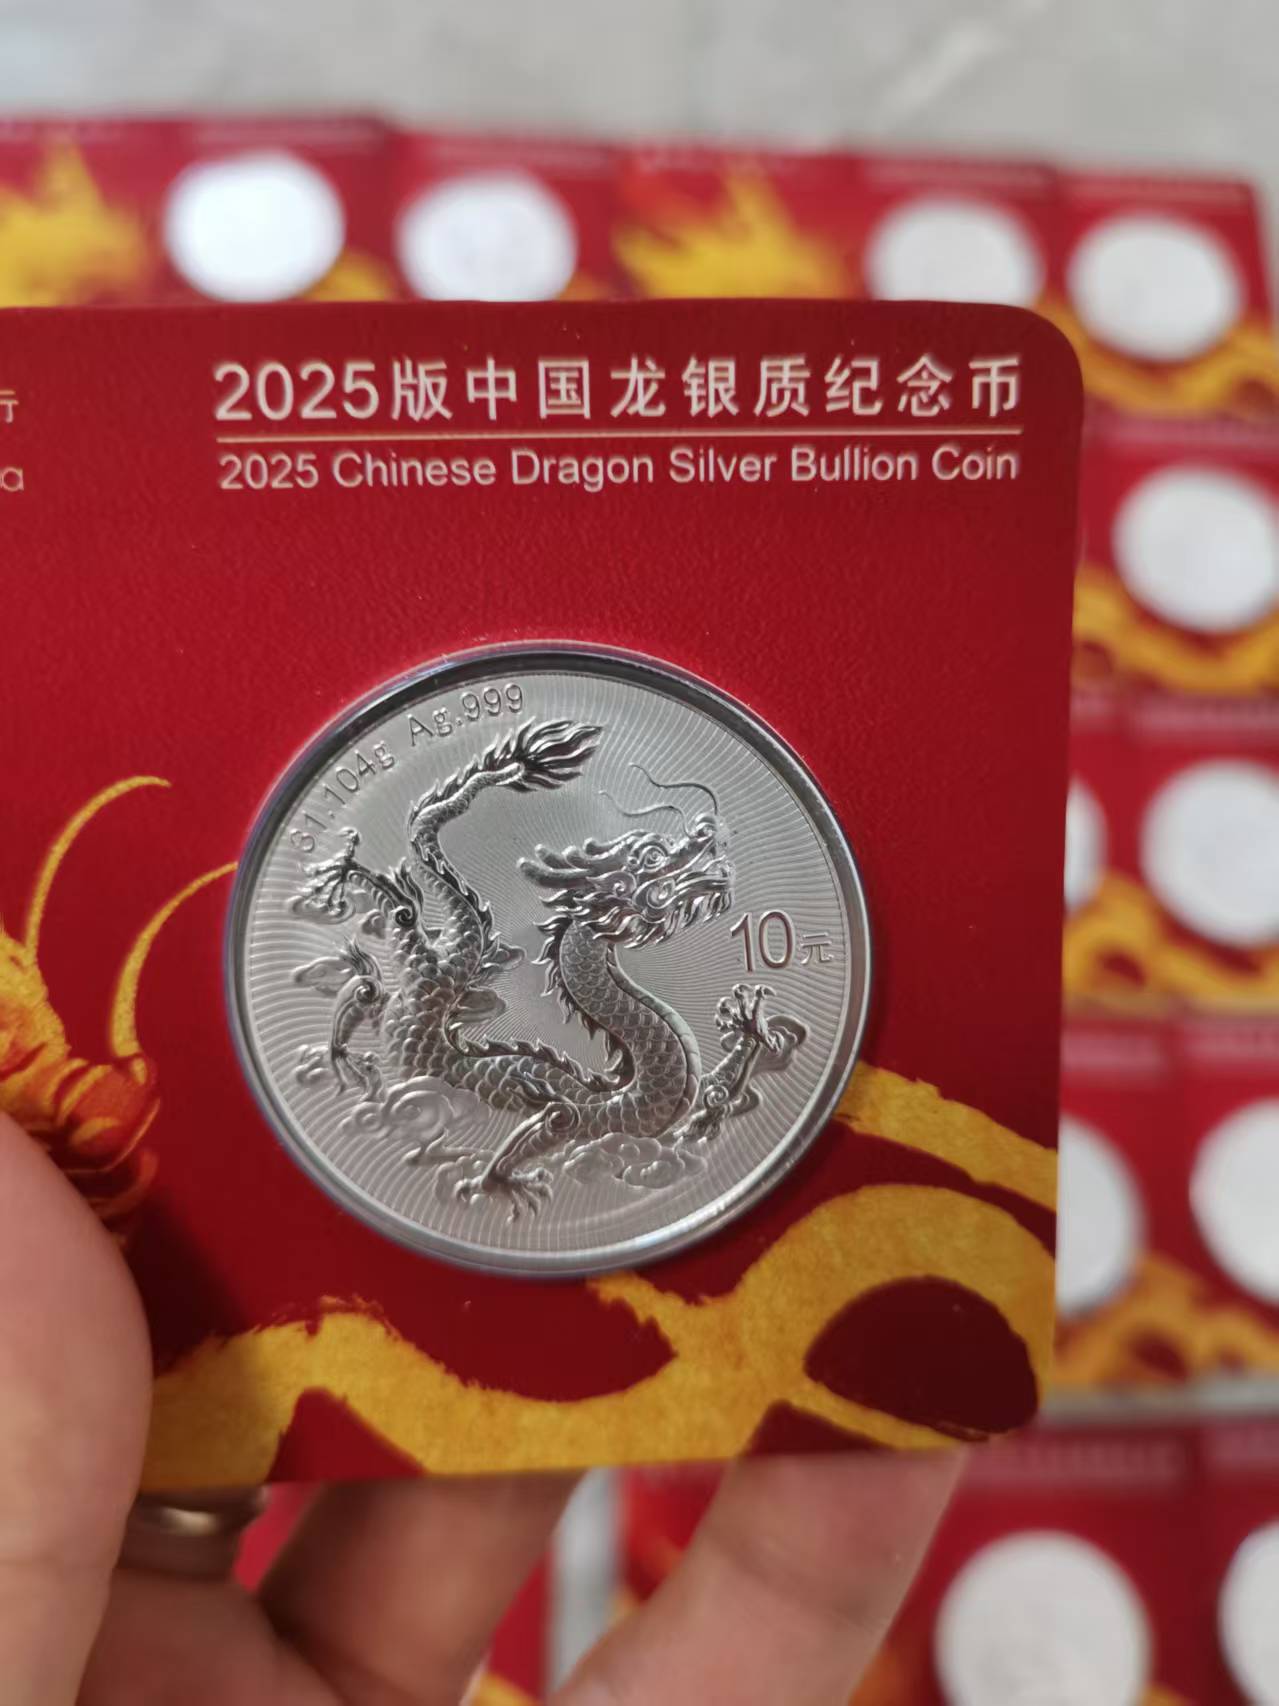 行
2025版中国龙银质纪念币
a
2025 Chinese Dragon Silver Bullion Coin
31.104g Ag.999
10元